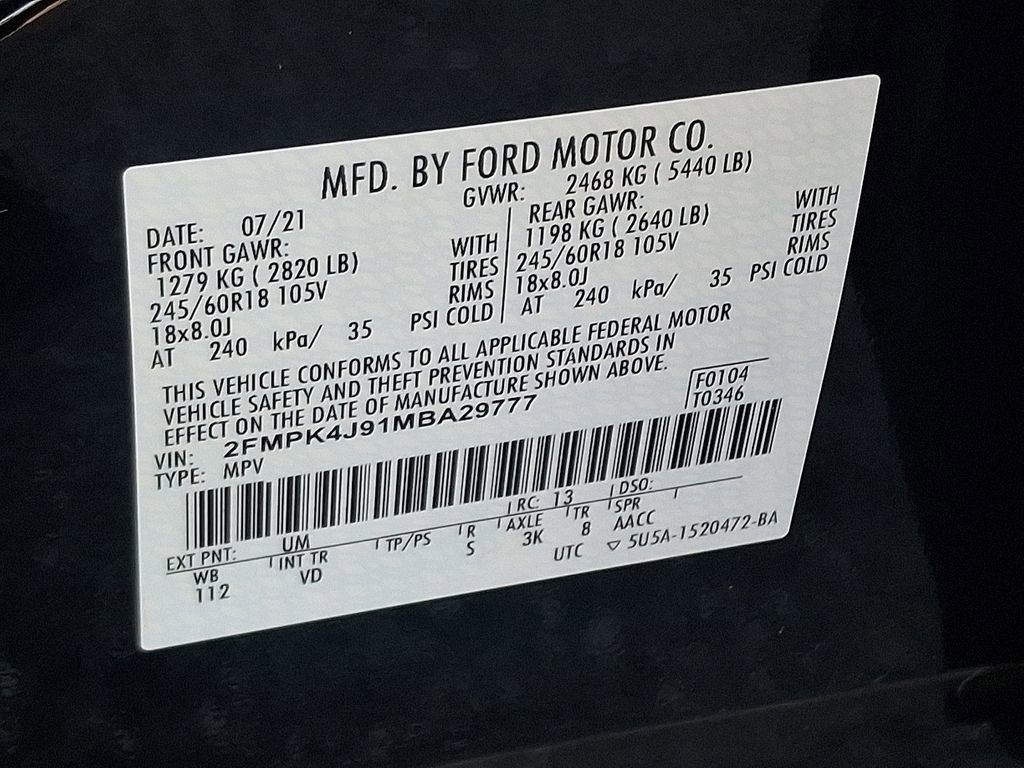 MFD. BY FORD MOTOR CO.
DATE: 07/21 GVWR: 2468 KG ( 5440 LB)
FRONT GAWR: REAR GAWR:
1279 KG ( 2820 LB) WITH 1198 KG ( 2640 LB) WITH
245/60R18 105V TIRES 245/60R18 105V TIRES
18x8.0J RIMS 18x8.0J RIMS
AT 240 kPa/ 35 PSI COLD AT 240 kPa/ 35 PSI COLD
THIS VEHICLE CONFORMS TO ALL APPLICABLE FEDERAL MOTOR
VEHICLE SAFETY AND THEFT PREVENTION STANDARDS IN
EFFECT ON THE DATE OF MANUFACTURE SHOWN ABOVE.
VIN: 2FMPK4J91MBA29777 F0104
TYPE: MPV T0346
EXT PNT: UM RC: 13 DSO:
WB INT TR TP/PS R AXLE TR SPR
112 VD S 3K 8 AACC
UTC ▽ 5U5A-1520472-BA